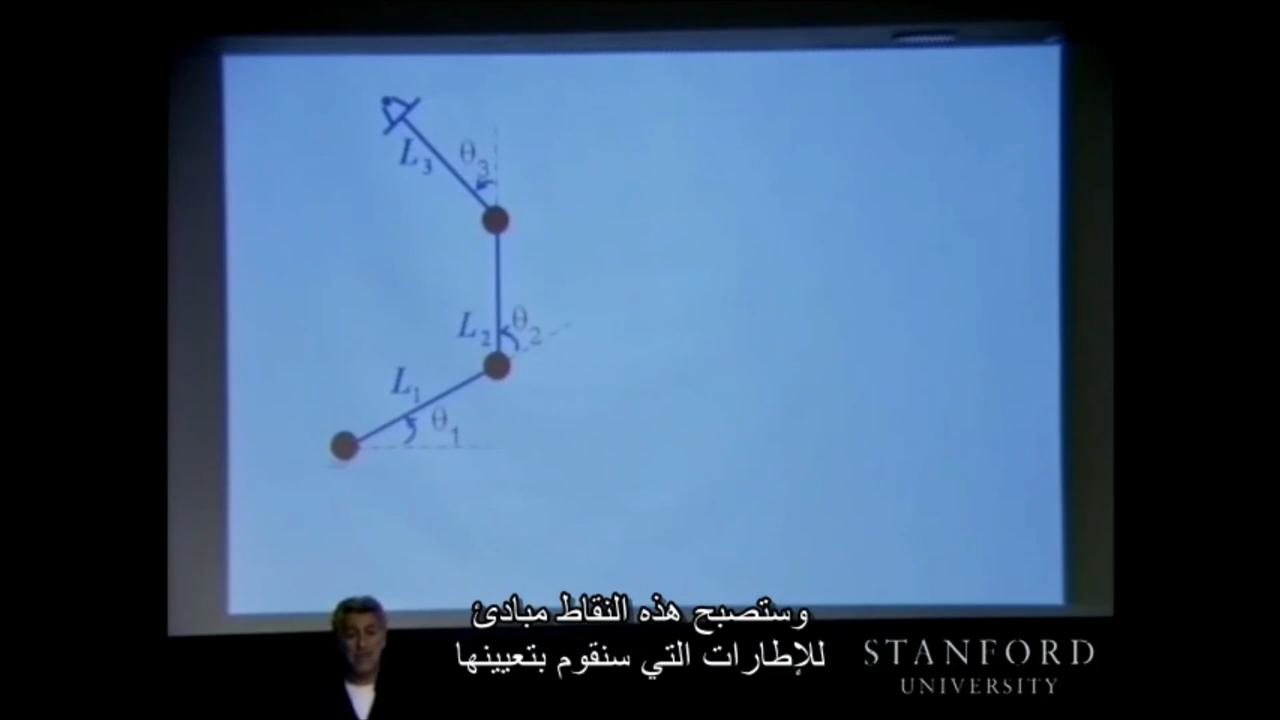 L3
θ3
L2
θ2
L1
θ1
وستصبح هذه النقاط مبادئ
للإطارات التي سنقوم بتعيينها
STANFORD
UNIVERSITY